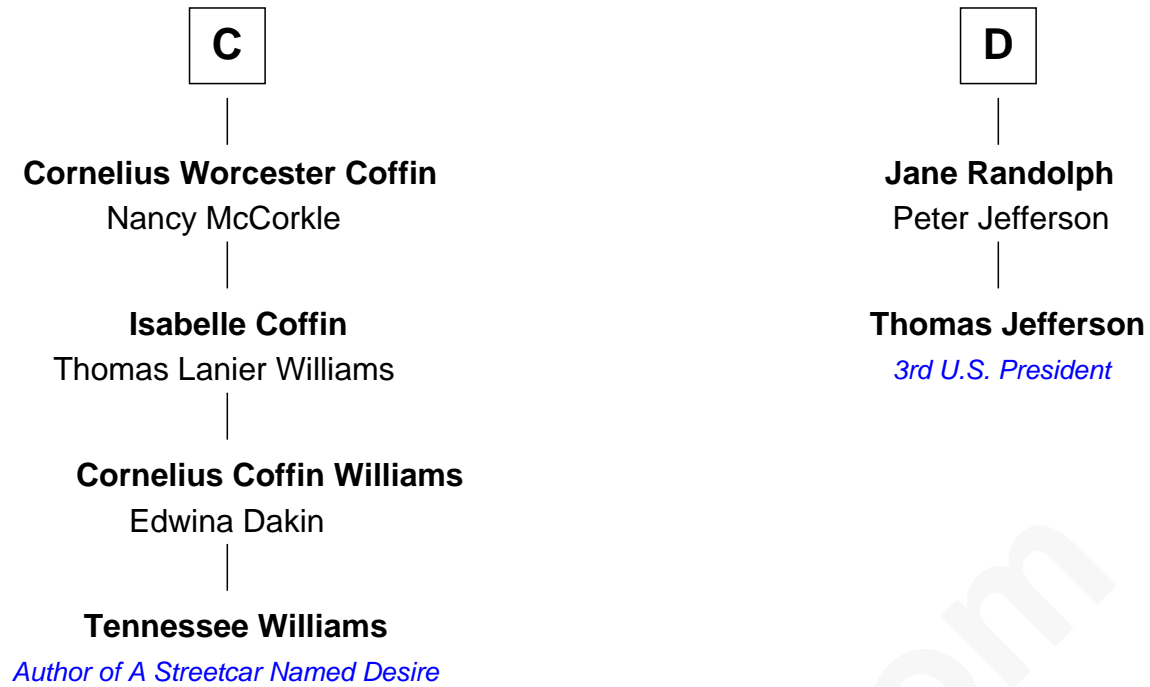 C
Cornelius Worcester Coffin
Nancy McCorkle
Isabelle Coffin
Thomas Lanier Williams
Cornelius Coffin Williams
Edwina Dakin
Tennessee Williams
Author of A Streetcar Named Desire
D
Jane Randolph
Peter Jefferson
Thomas Jefferson
3rd U.S. President
om